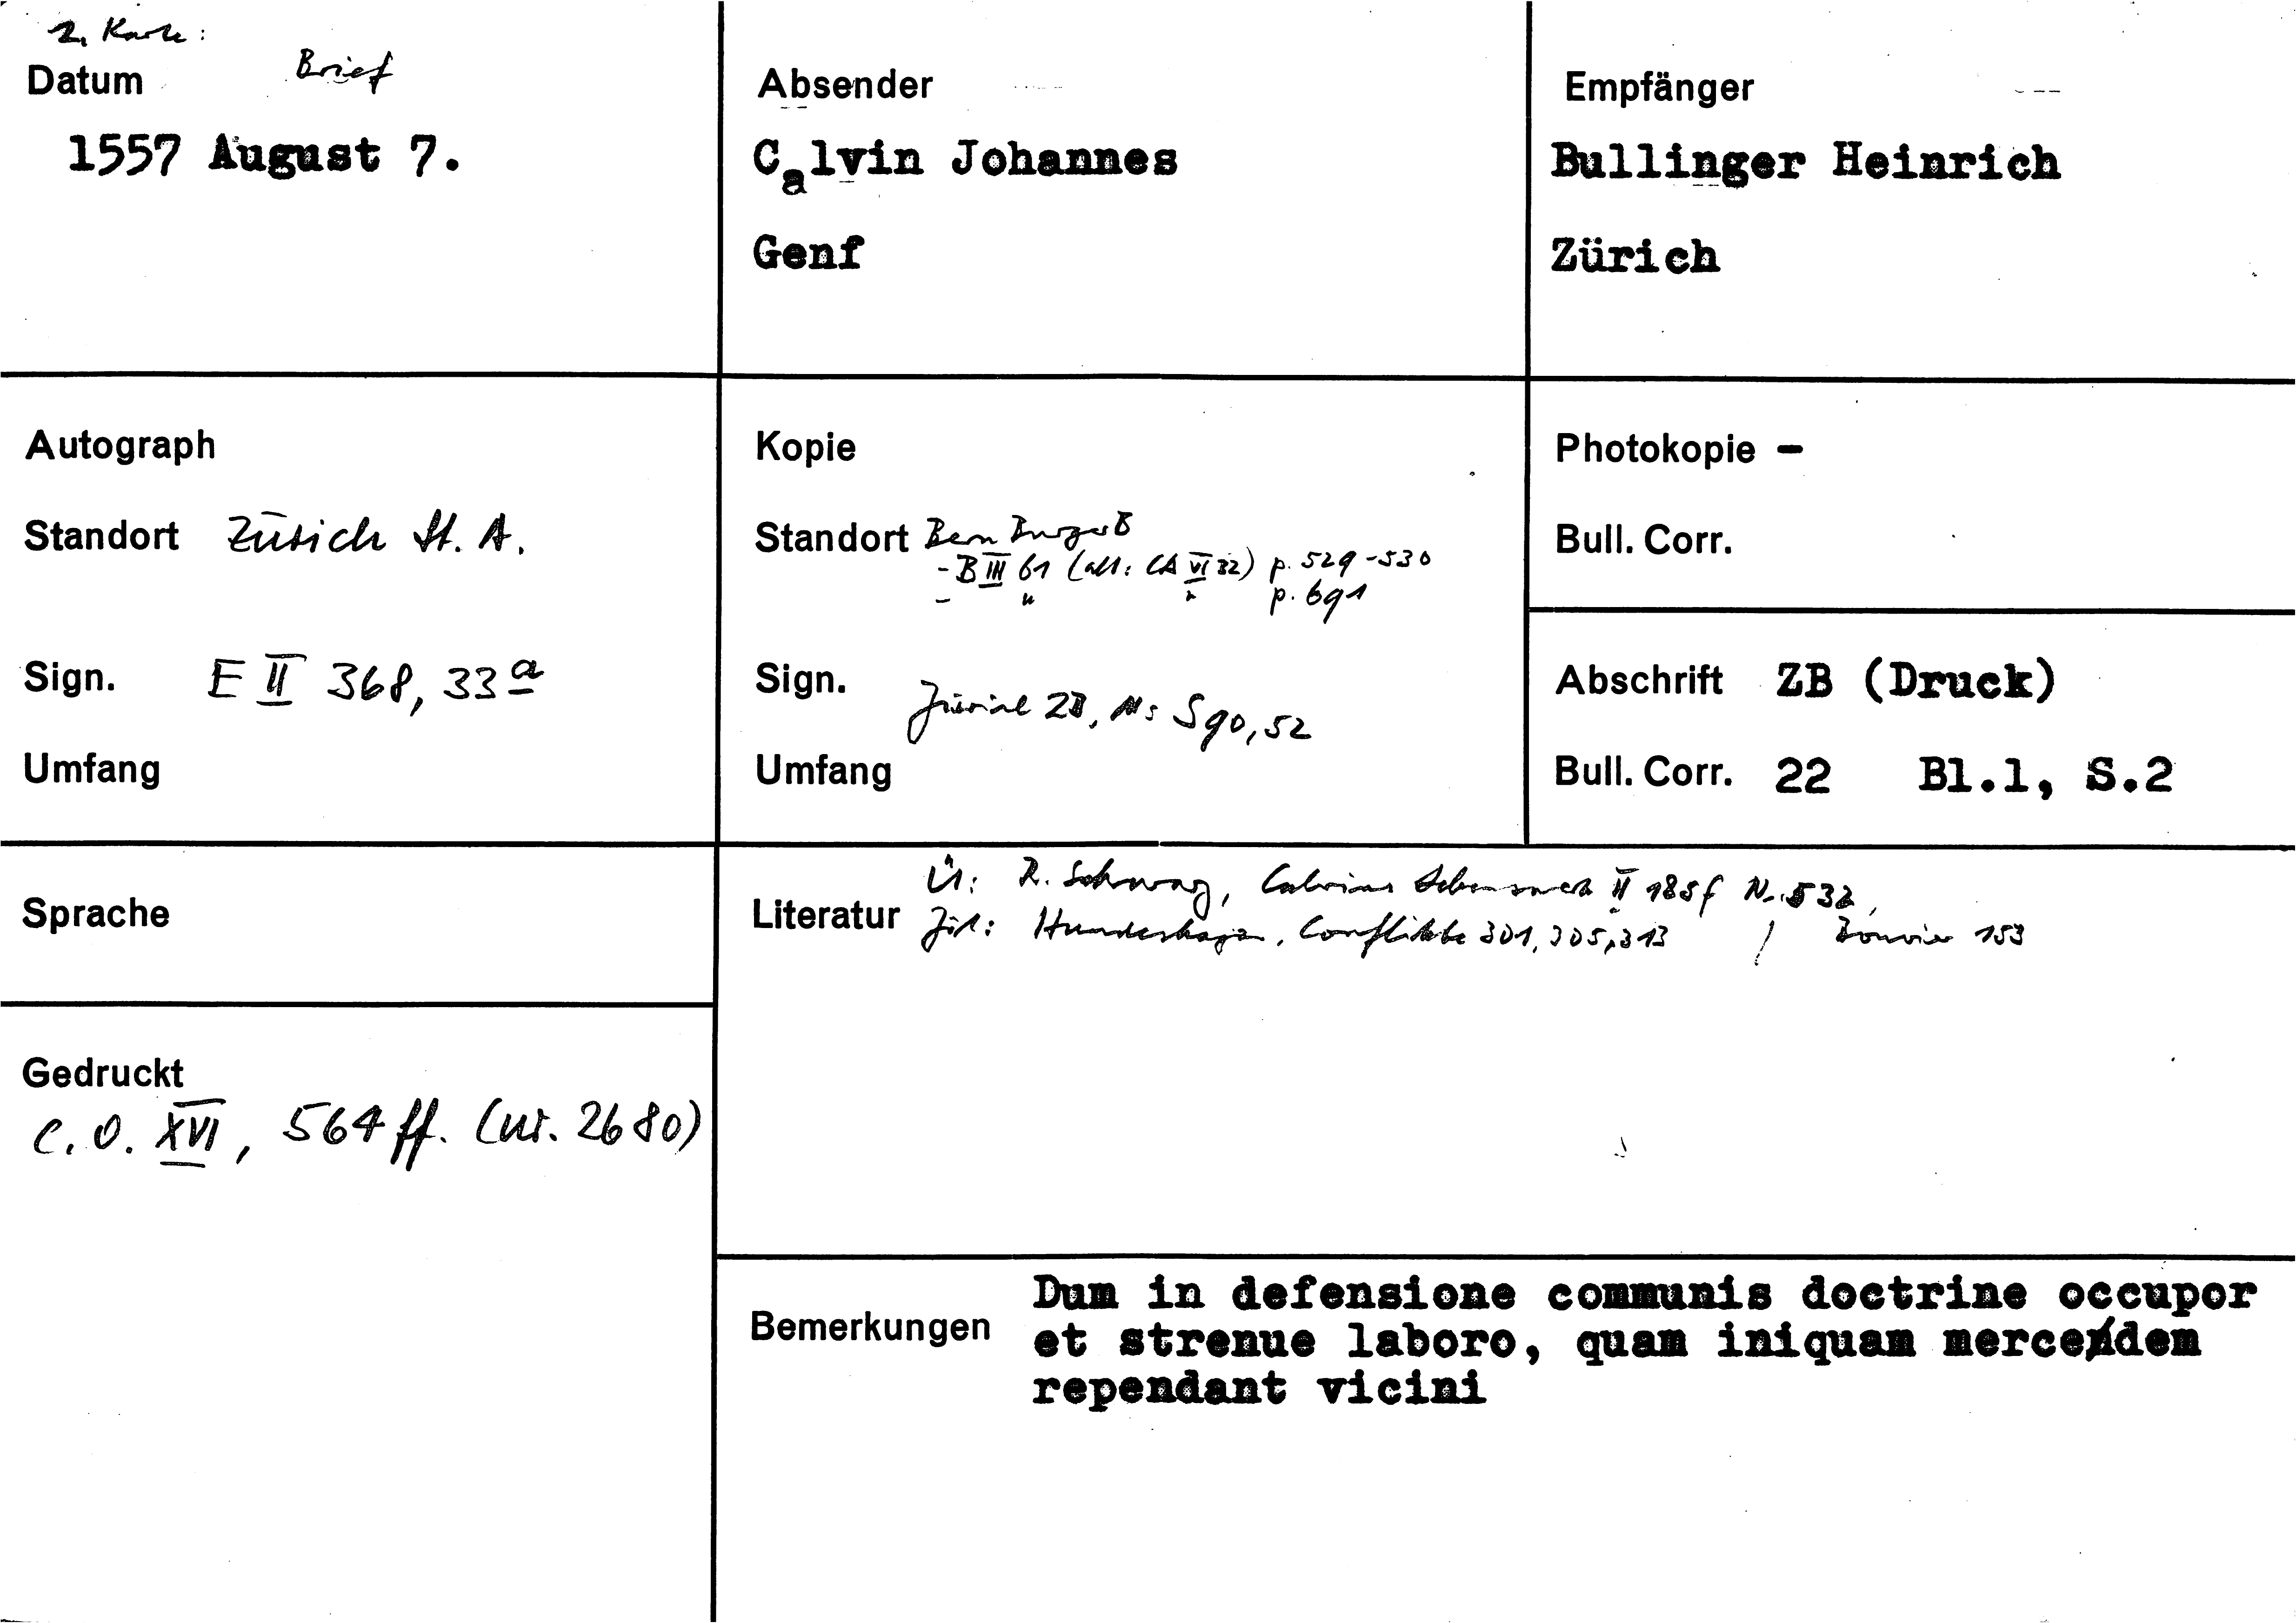 2. Karte:
Datum Brief
1557 August 7.
Absender
Calvin Johannes
Genf
Empfänger
Bullinger Heinrich
Zürich
Autograph
Standort Zürich St. A.
Sign. E II 368, 33a
Umfang
Kopie
Standort Bern BurgerB
- B III 61 (alt: CA VI 32) p. 529-530
- " " p. 691
Sign. Zürich ZB, Ms S 90, 52
Umfang
Photokopie -
Bull. Corr.
Abschrift ZB (Druck)
Bull. Corr. 22 Bl.1, S.2
Sprache
Gedruckt
C. O. XVI, 564 ff. (nr. 2680)
Üs: R. Schwarz, Calvins Lebenswerk II 185f Nr. 532,
Literatur Zit: Hundeshagen, Conflikte 301, 305, 313 / Bouvier 153
Bemerkungen
Dum in defensione communis doctrine occupor
et strenue laboro, quam iniquam mercedem
rependant vicini